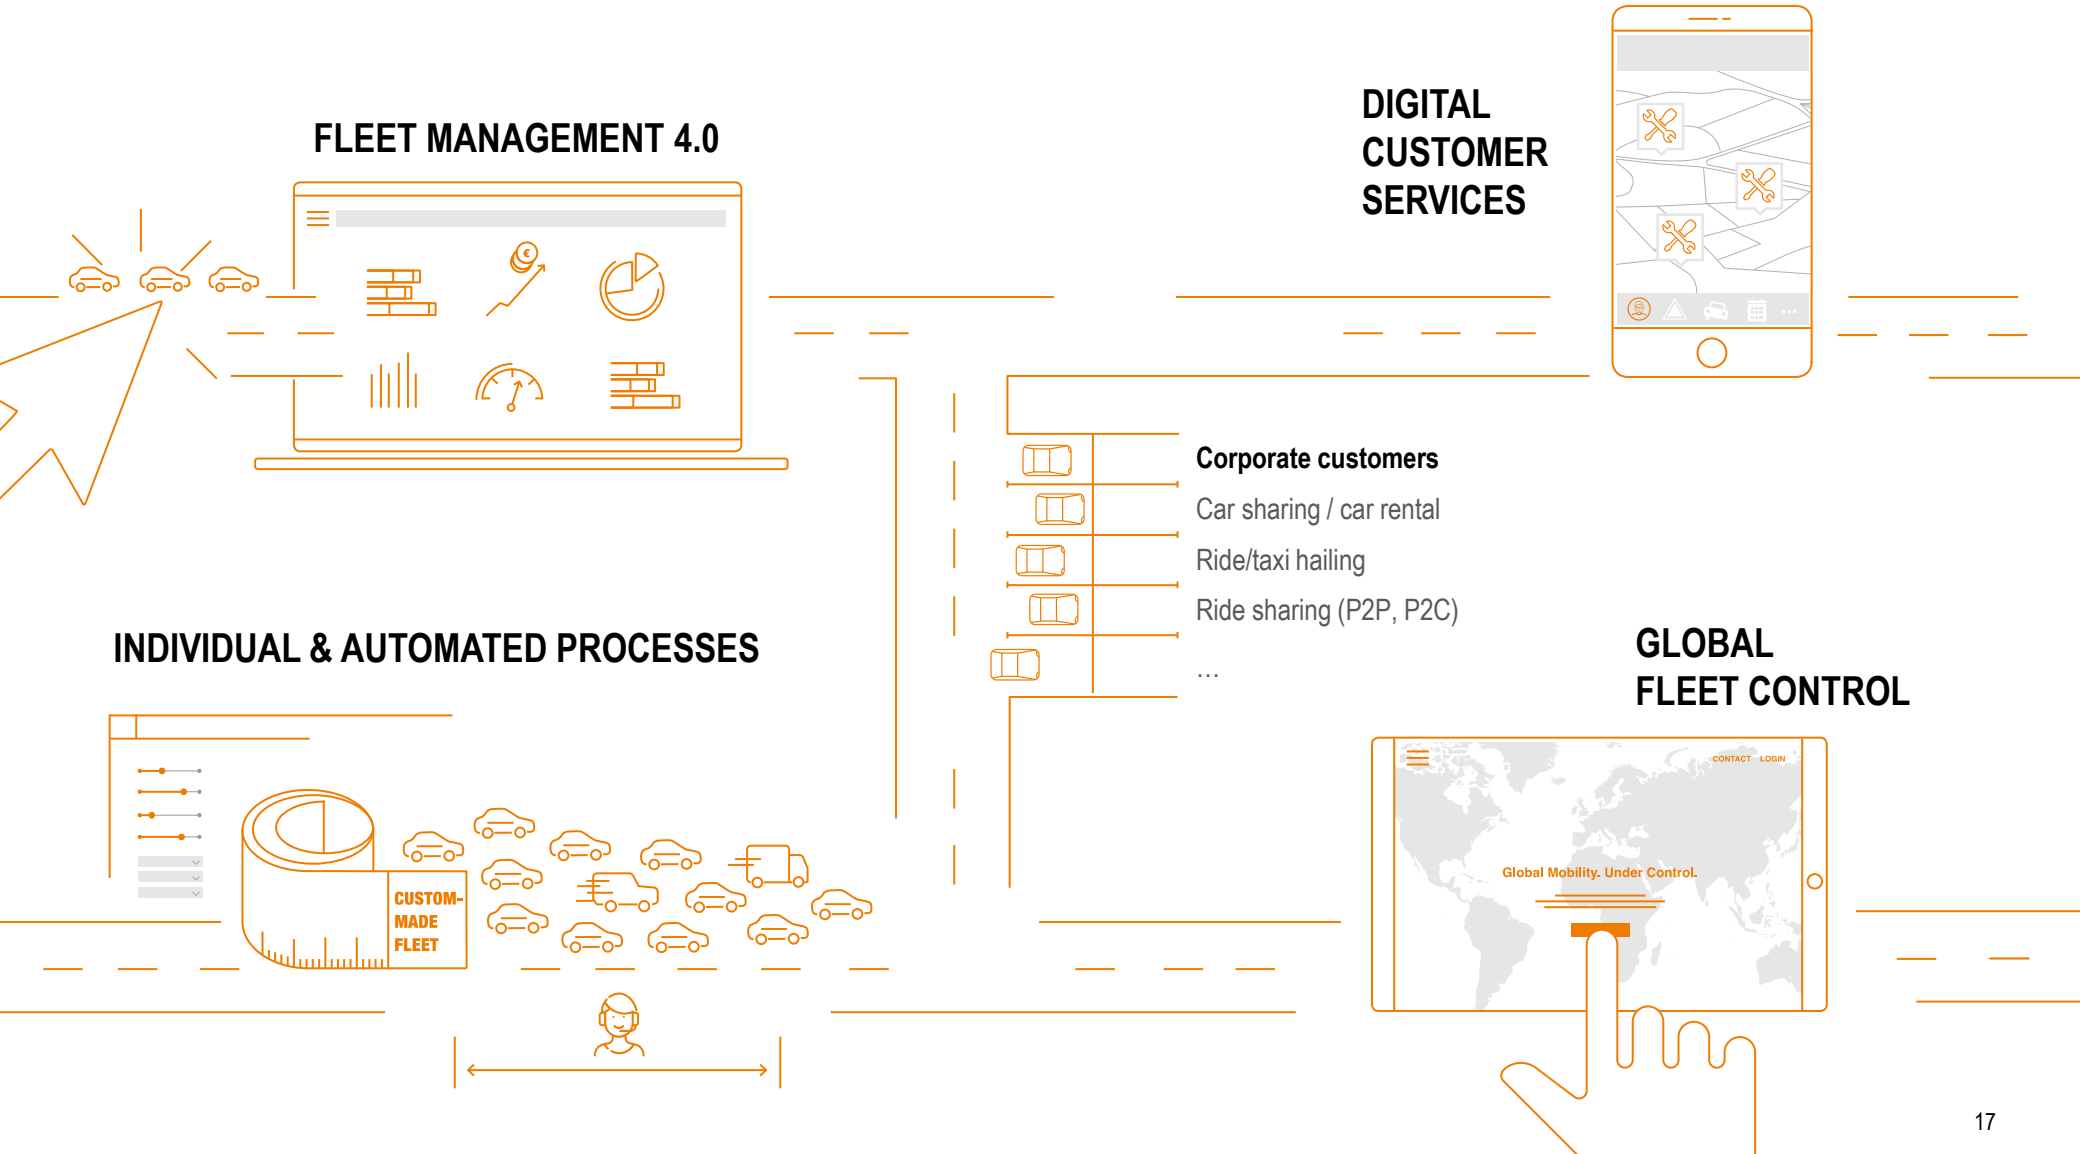 FLEET MANAGEMENT 4.0
DIGITAL
CUSTOMER
SERVICES
€
Corporate customers
Car sharing / car rental
Ride/taxi hailing
Ride sharing (P2P, P2C)
…
INDIVIDUAL & AUTOMATED PROCESSES
CUSTOM-
MADE
FLEET
GLOBAL
FLEET CONTROL
CONTACT LOGIN
Global Mobility. Under Control.
17